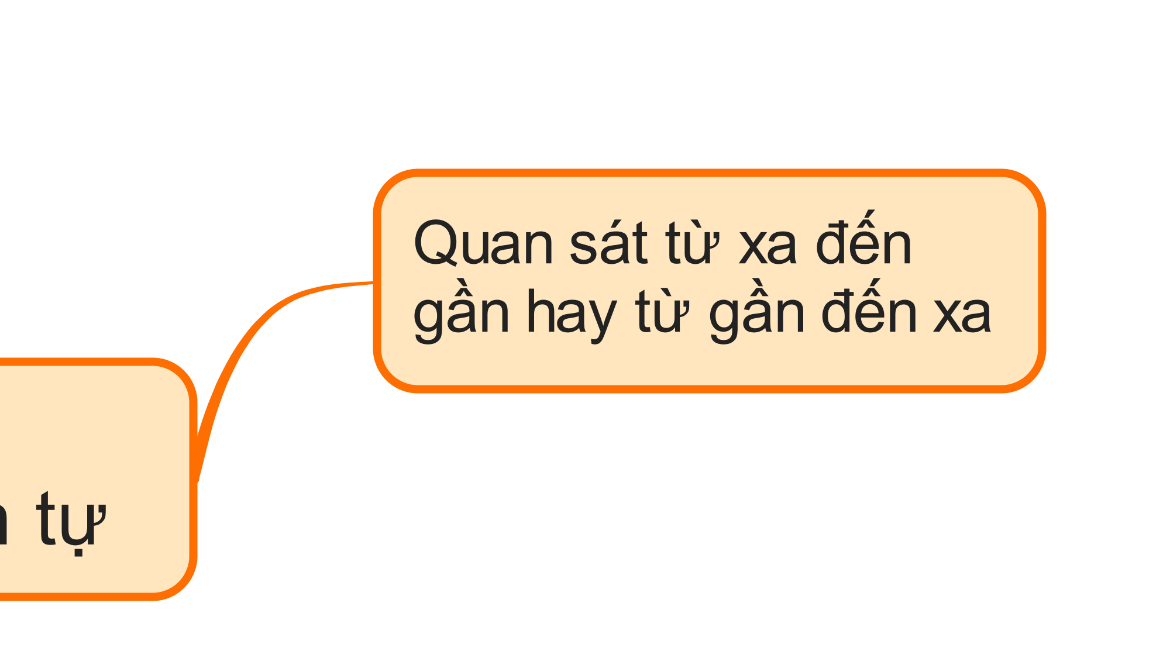 Quan sát từ xa đến
gần hay từ gần đến xa
tự